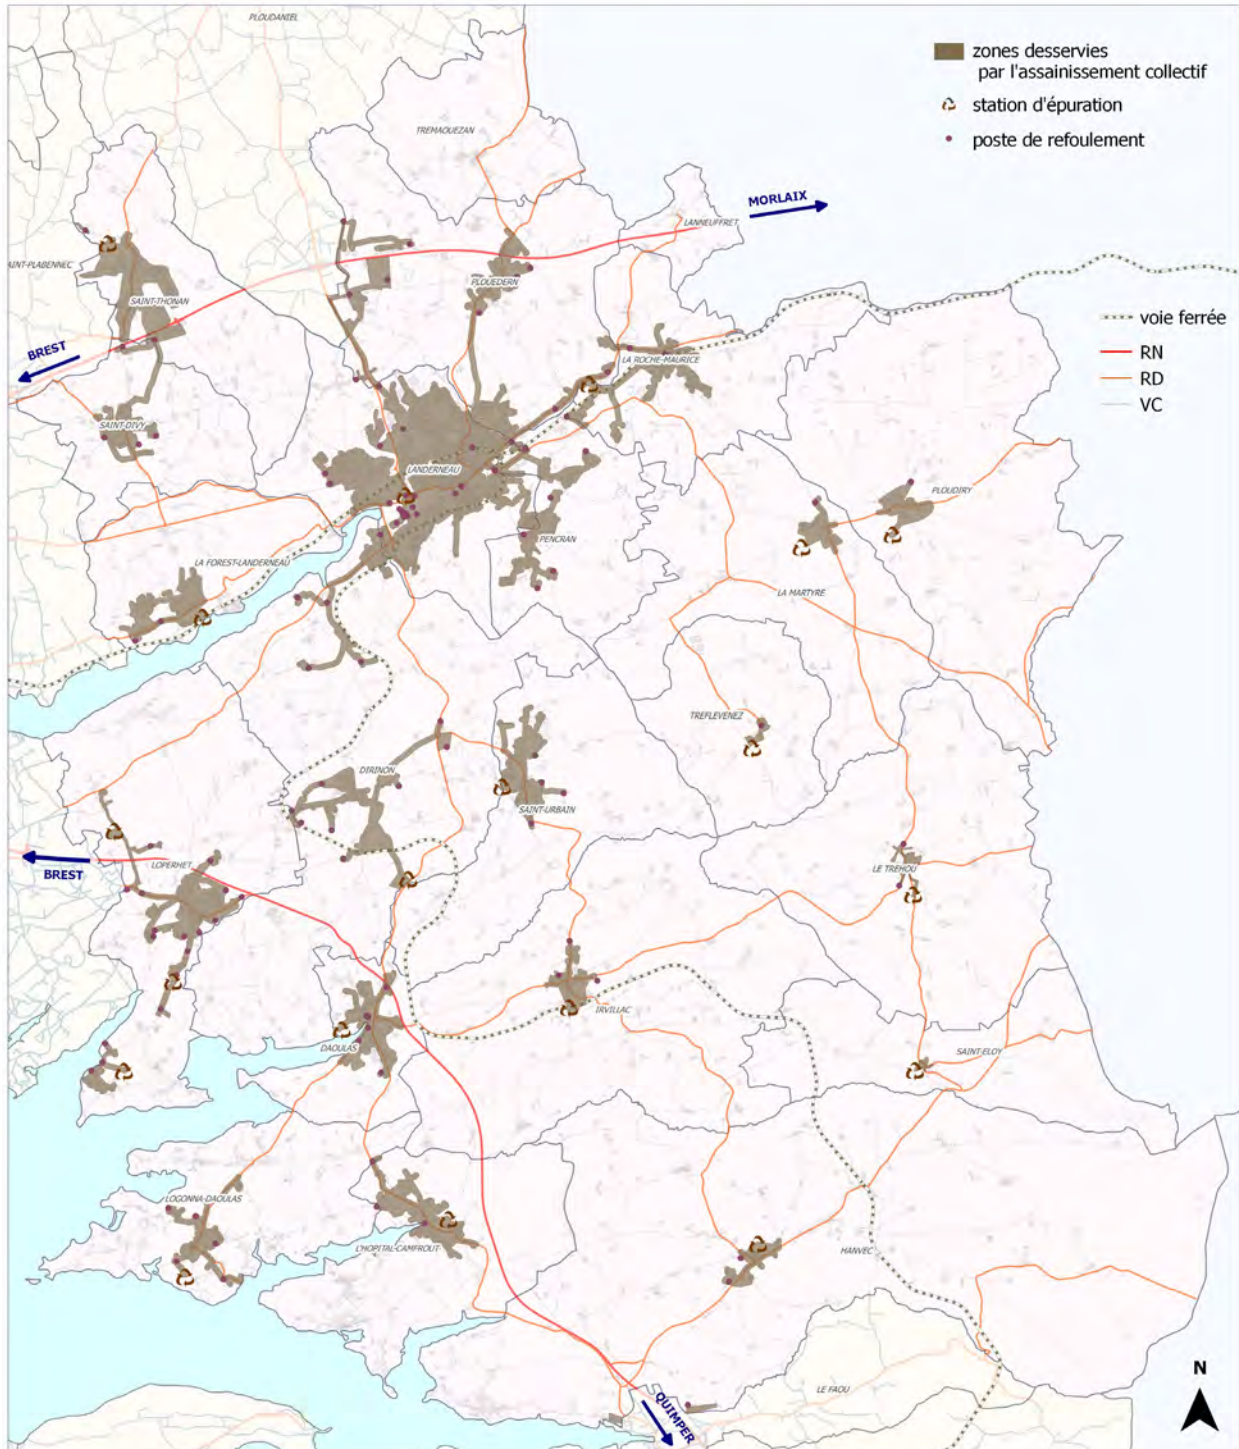 PLOUDANIEL
zones desservies
par l'assainissement collectif
station d'épuration
poste de refoulement
TREMAOUEZAN
MORLAIX
LANNEUFFRET
AINT-PLABENNEC
PLOUEDERN
SAINT-THONAN
voie ferrée
BREST
RN
LA ROCHE-MAURICE
RD
VC
SAINT-DIVY
LANDERNEAU
PLOUDIRY
PENCRAN
LA FOREST-LANDERNEAU
LA MARTYRE
TREFLEVENEZ
DIRINON
SAINT-URBAIN
LOPERHET
BREST
LE TREHOU
IRVILLAC
DAOULAS
SAINT-ELOY
LOGONNA-DAOULAS
L'HOPITAL-CAMFROUT
HANVEC
N
LE FAOU
QUIMPER